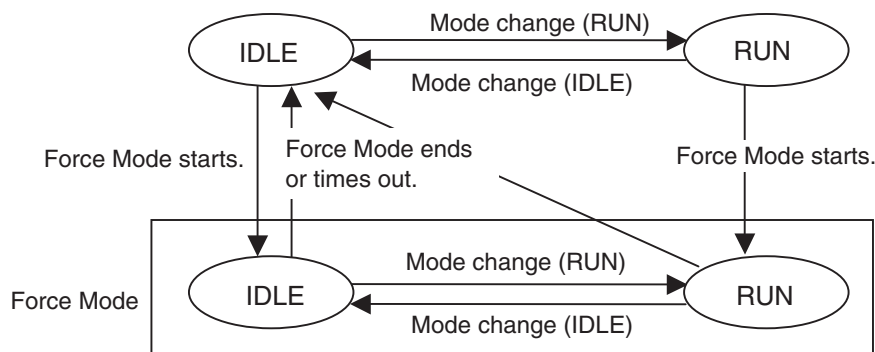 Mode change (RUN)
IDLE
RUN
Mode change (IDLE)
Force Mode starts.
Force Mode ends
or times out.
Force Mode starts.
Mode change (RUN)
IDLE
RUN
Force Mode
Mode change (IDLE)